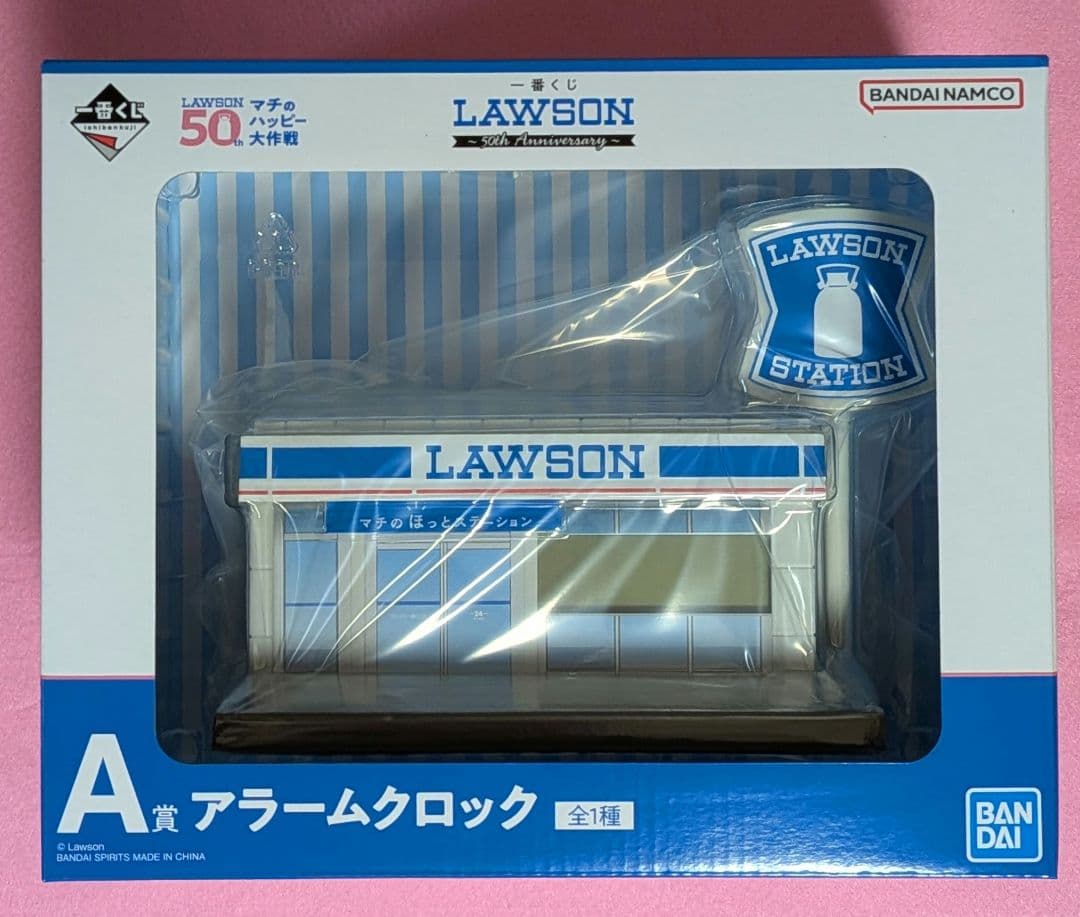 一番くじ
ichibankuji
LAWSON
50th
マチの
ハッピー
大作戦
一番くじ
LAWSON
~ 50th Anniversary ~
BANDAI NAMCO
LAWSON
STATION
LAWSON
マチの ほっとステーション
24
A賞 アラームクロック 全1種
© Lawson
BANDAI SPIRITS MADE IN CHINA
BAN
DAI